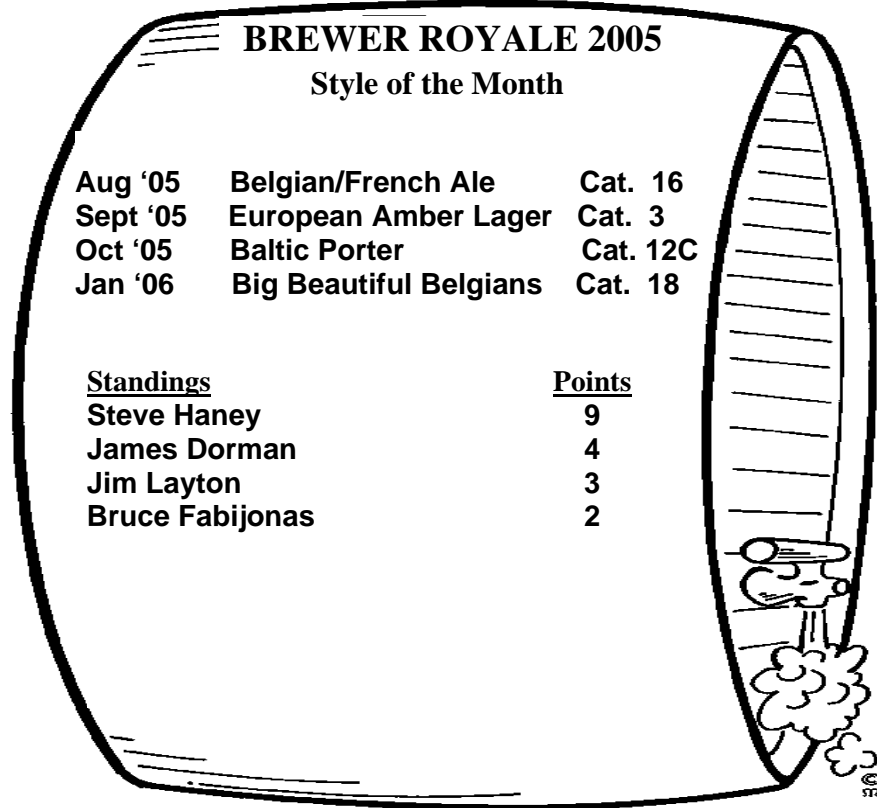 BREWER ROYALE 2005
Style of the Month
Aug ‘05 Belgian/French Ale Cat. 16
Sept ‘05 European Amber Lager Cat. 3
Oct ‘05 Baltic Porter Cat. 12C
Jan ‘06 Big Beautiful Belgians Cat. 18
Standings Points
Steve Haney 9
James Dorman 4
Jim Layton 3
Bruce Fabijonas 2
©